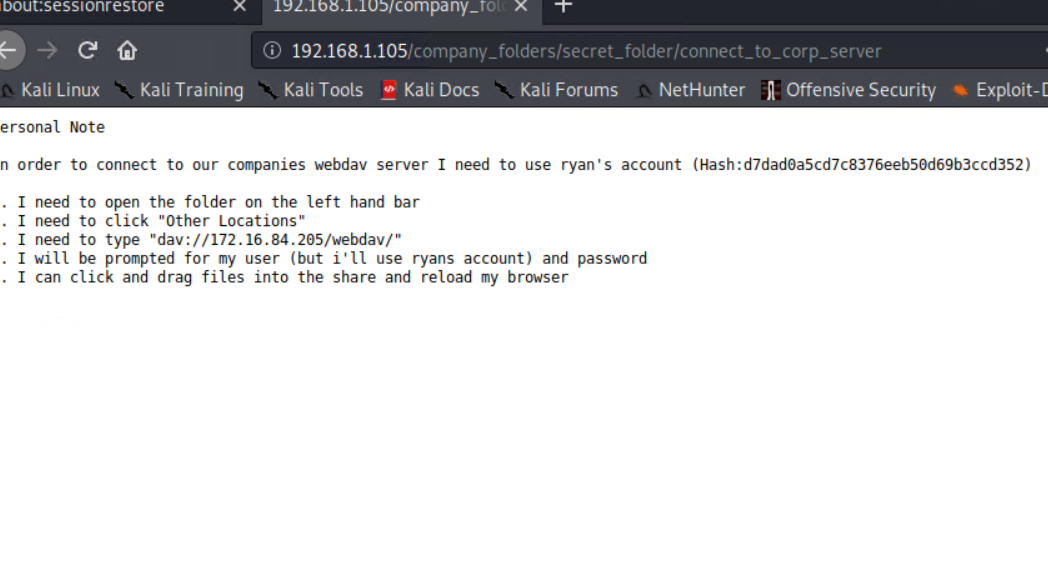 about:sessionrestore
192.168.1.105/company_fol
192.168.1.105/company_folders/secret_folder/connect_to_corp_server
Kali Linux Kali Training Kali Tools Kali Docs Kali Forums NetHunter Offensive Security Exploit-D
ersonal Note
n order to connect to our companies webdav server I need to use ryan's account (Hash:d7dad0a5cd7c8376eeb50d69b3ccd352)
. I need to open the folder on the left hand bar
. I need to click "Other Locations"
. I need to type "dav://172.16.84.205/webdav/"
. I will be prompted for my user (but i'll use ryans account) and password
. I can click and drag files into the share and reload my browser